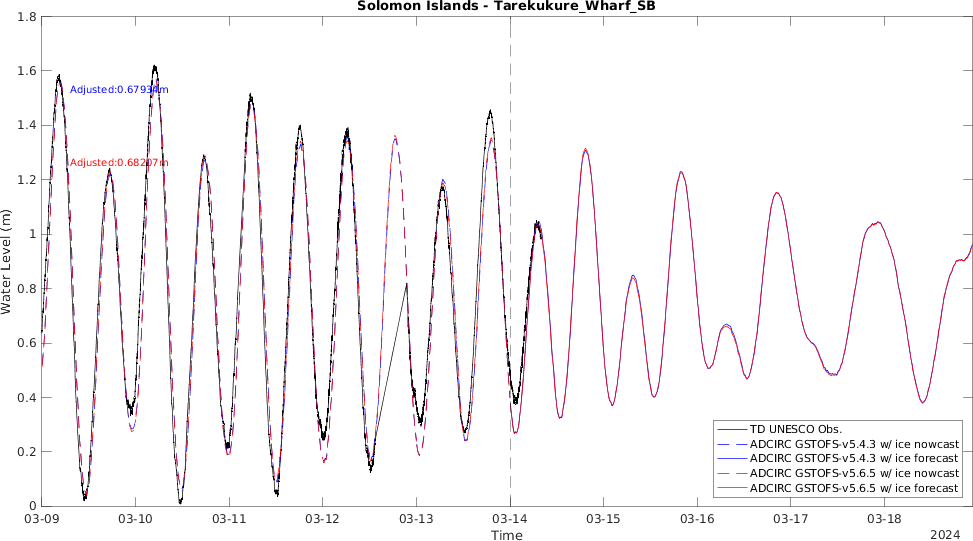 Solomon Islands - Tarekukure_Wharf_SB
1.8
1.6
1.4
1.2
1
0.8
0.6
0.4
0.2
0
Water Level (m)
Adjusted:0.67934m
Adjusted:0.68207m
TD UNESCO Obs.
ADCIRC GSTOFS-v5.4.3 w/ ice nowcast
ADCIRC GSTOFS-v5.4.3 w/ ice forecast
ADCIRC GSTOFS-v5.6.5 w/ ice nowcast
ADCIRC GSTOFS-v5.6.5 w/ ice forecast
03-09 03-10 03-11 03-12 03-13 03-14 03-15 03-16 03-17 03-18
Time
2024